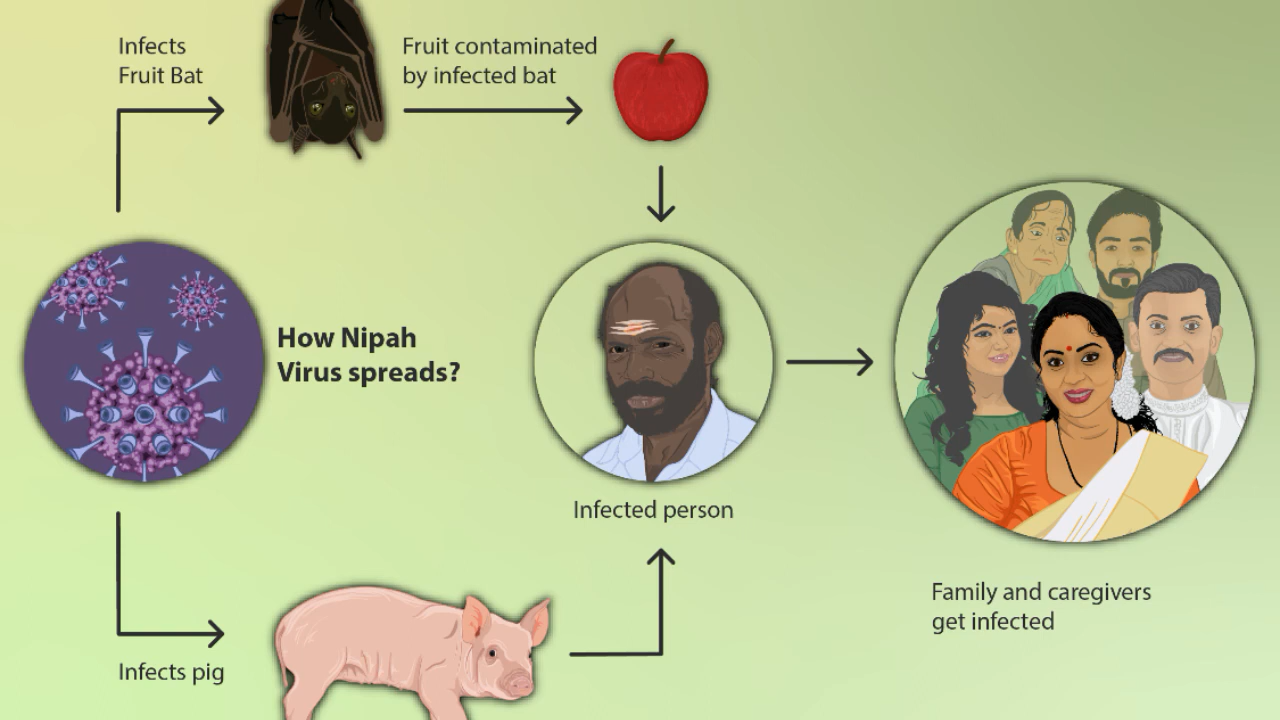 Infects
Fruit Bat
Fruit contaminated
by infected bat
How Nipah
Virus spreads?
Infected person
Family and caregivers
get infected
Infects pig